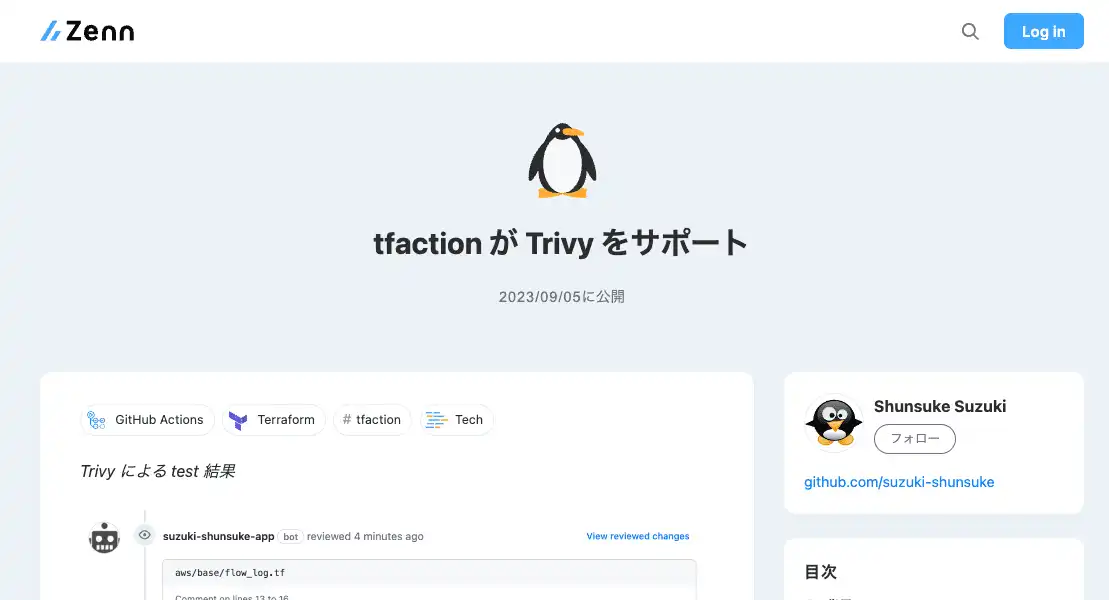 Zenn
Log in
tfaction が Trivy をサポート
2023/09/05に公開
GitHub Actions
Terraform
# tfaction
Tech
Trivy による test 結果
suzuki-shunsuke-app bot reviewed 4 minutes ago
View reviewed changes
aws/base/flow_log.tf
Comment on lines 13 to 16
Shunsuke Suzuki
フォロー
github.com/suzuki-shunsuke
目次